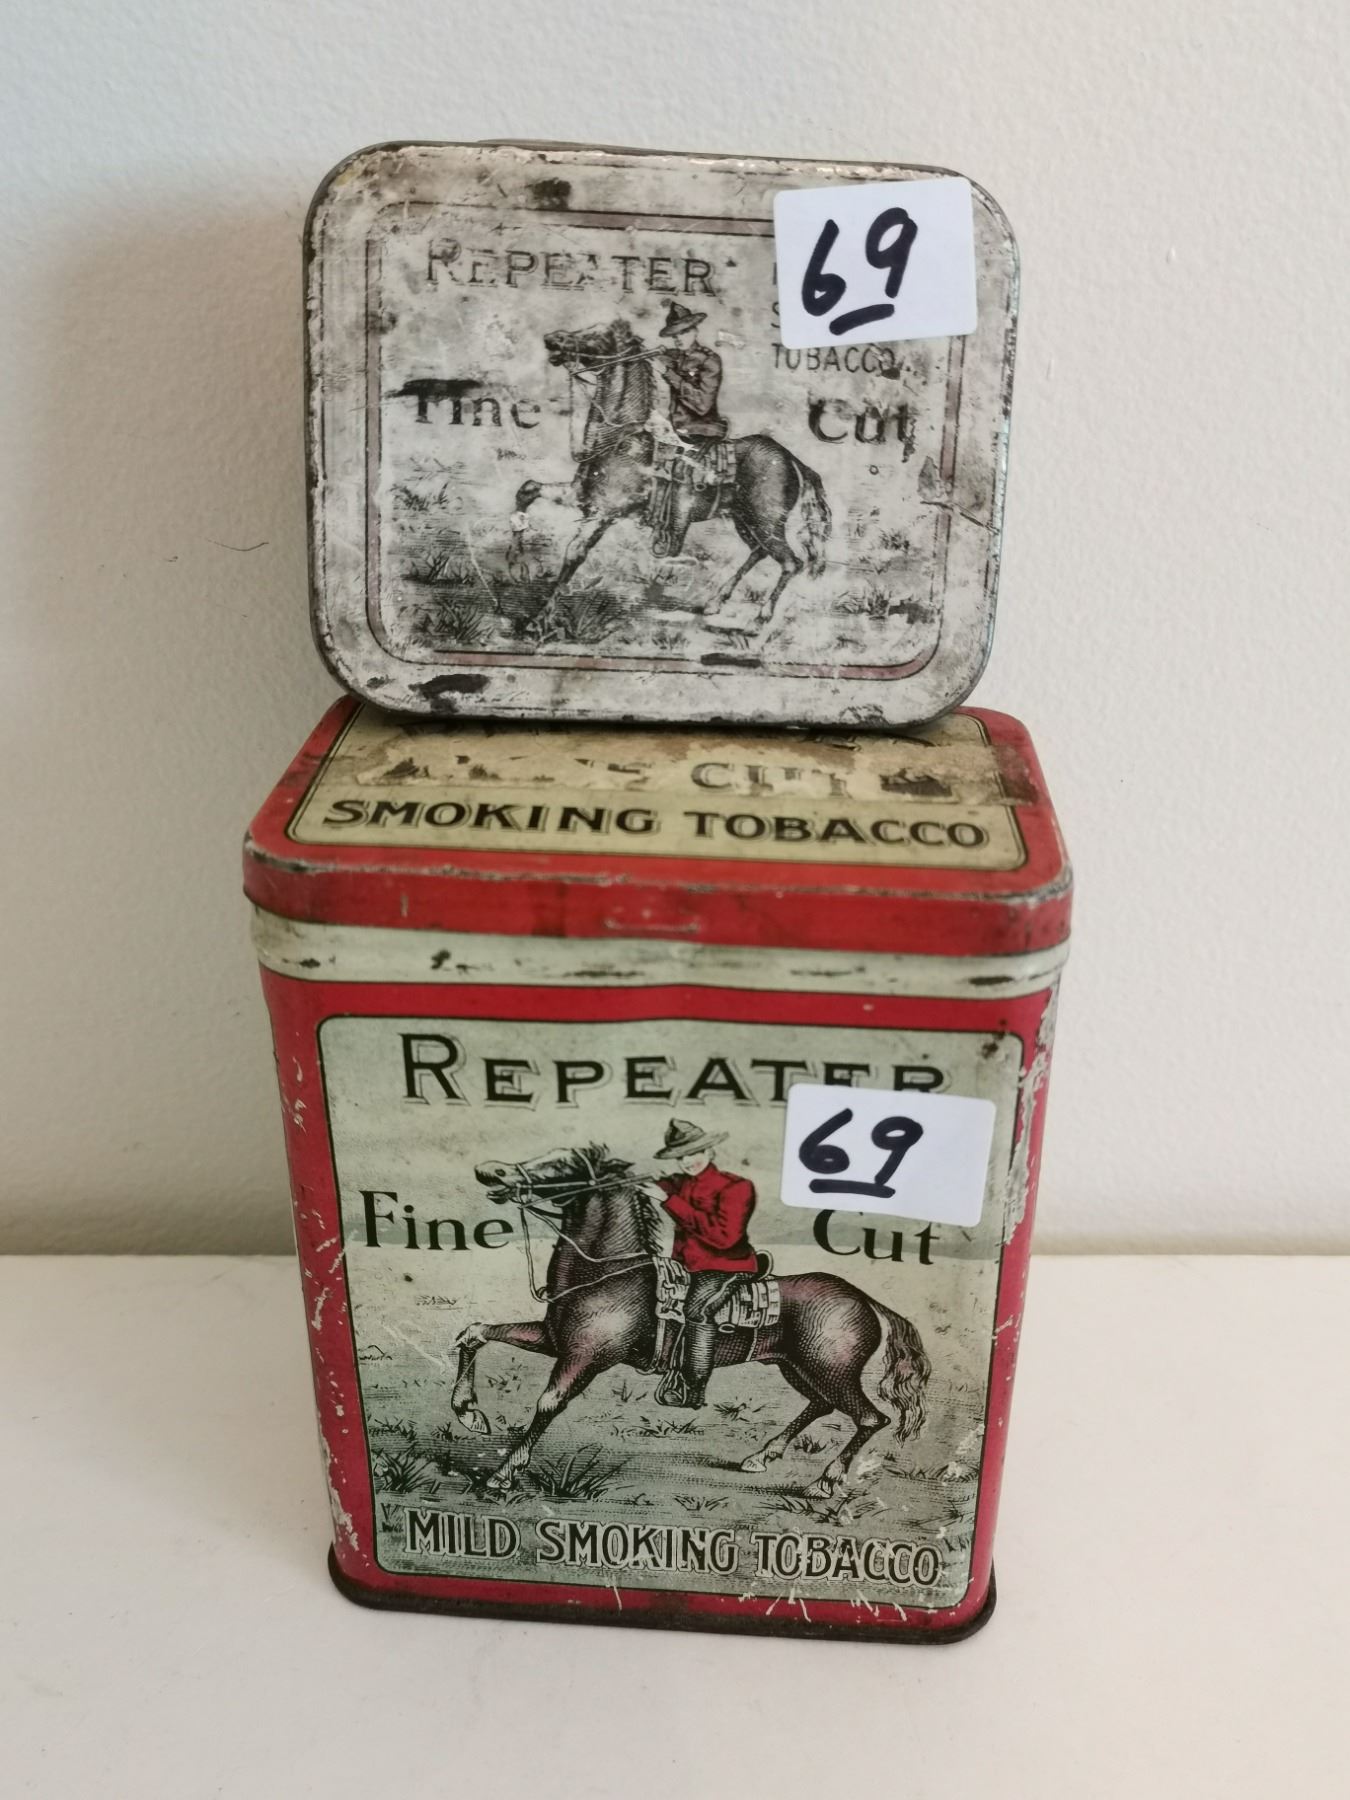 REPEATER
69
TOBACCO
Fine Cut
Cut
SMOKING TOBACCO
REPEATER
69
Fine Cut
MILD SMOKING TOBACCO